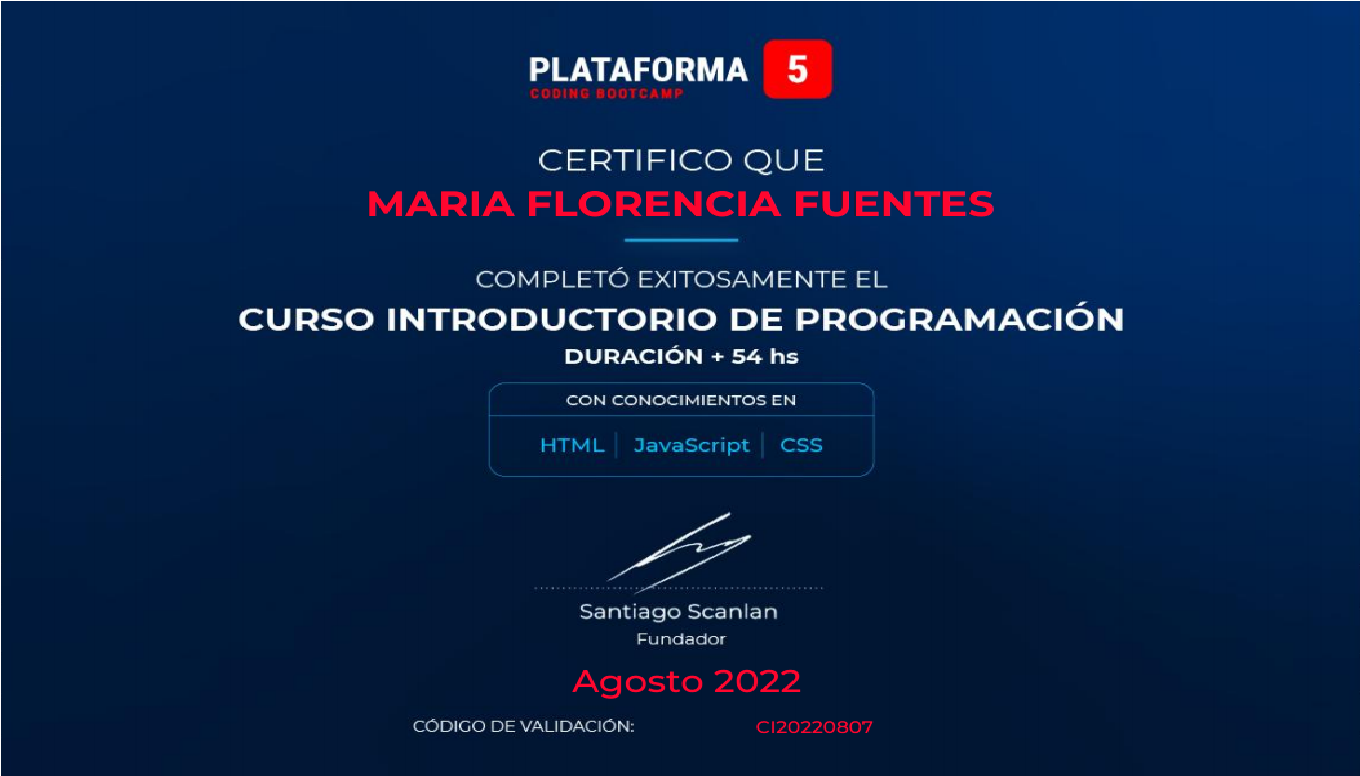 PLATAFORMA 5
CODING BOOTCAMP
CERTIFICO QUE
MARIA FLORENCIA FUENTES
COMPLETÓ EXITOSAMENTE EL
CURSO INTRODUCTORIO DE PROGRAMACIÓN
DURACIÓN + 54 hs
CON CONOCIMIENTOS EN
HTML | JavaScript | CSS
Santiago Scanlan
Fundador
Agosto 2022
CÓDIGO DE VALIDACIÓN: CI20220807